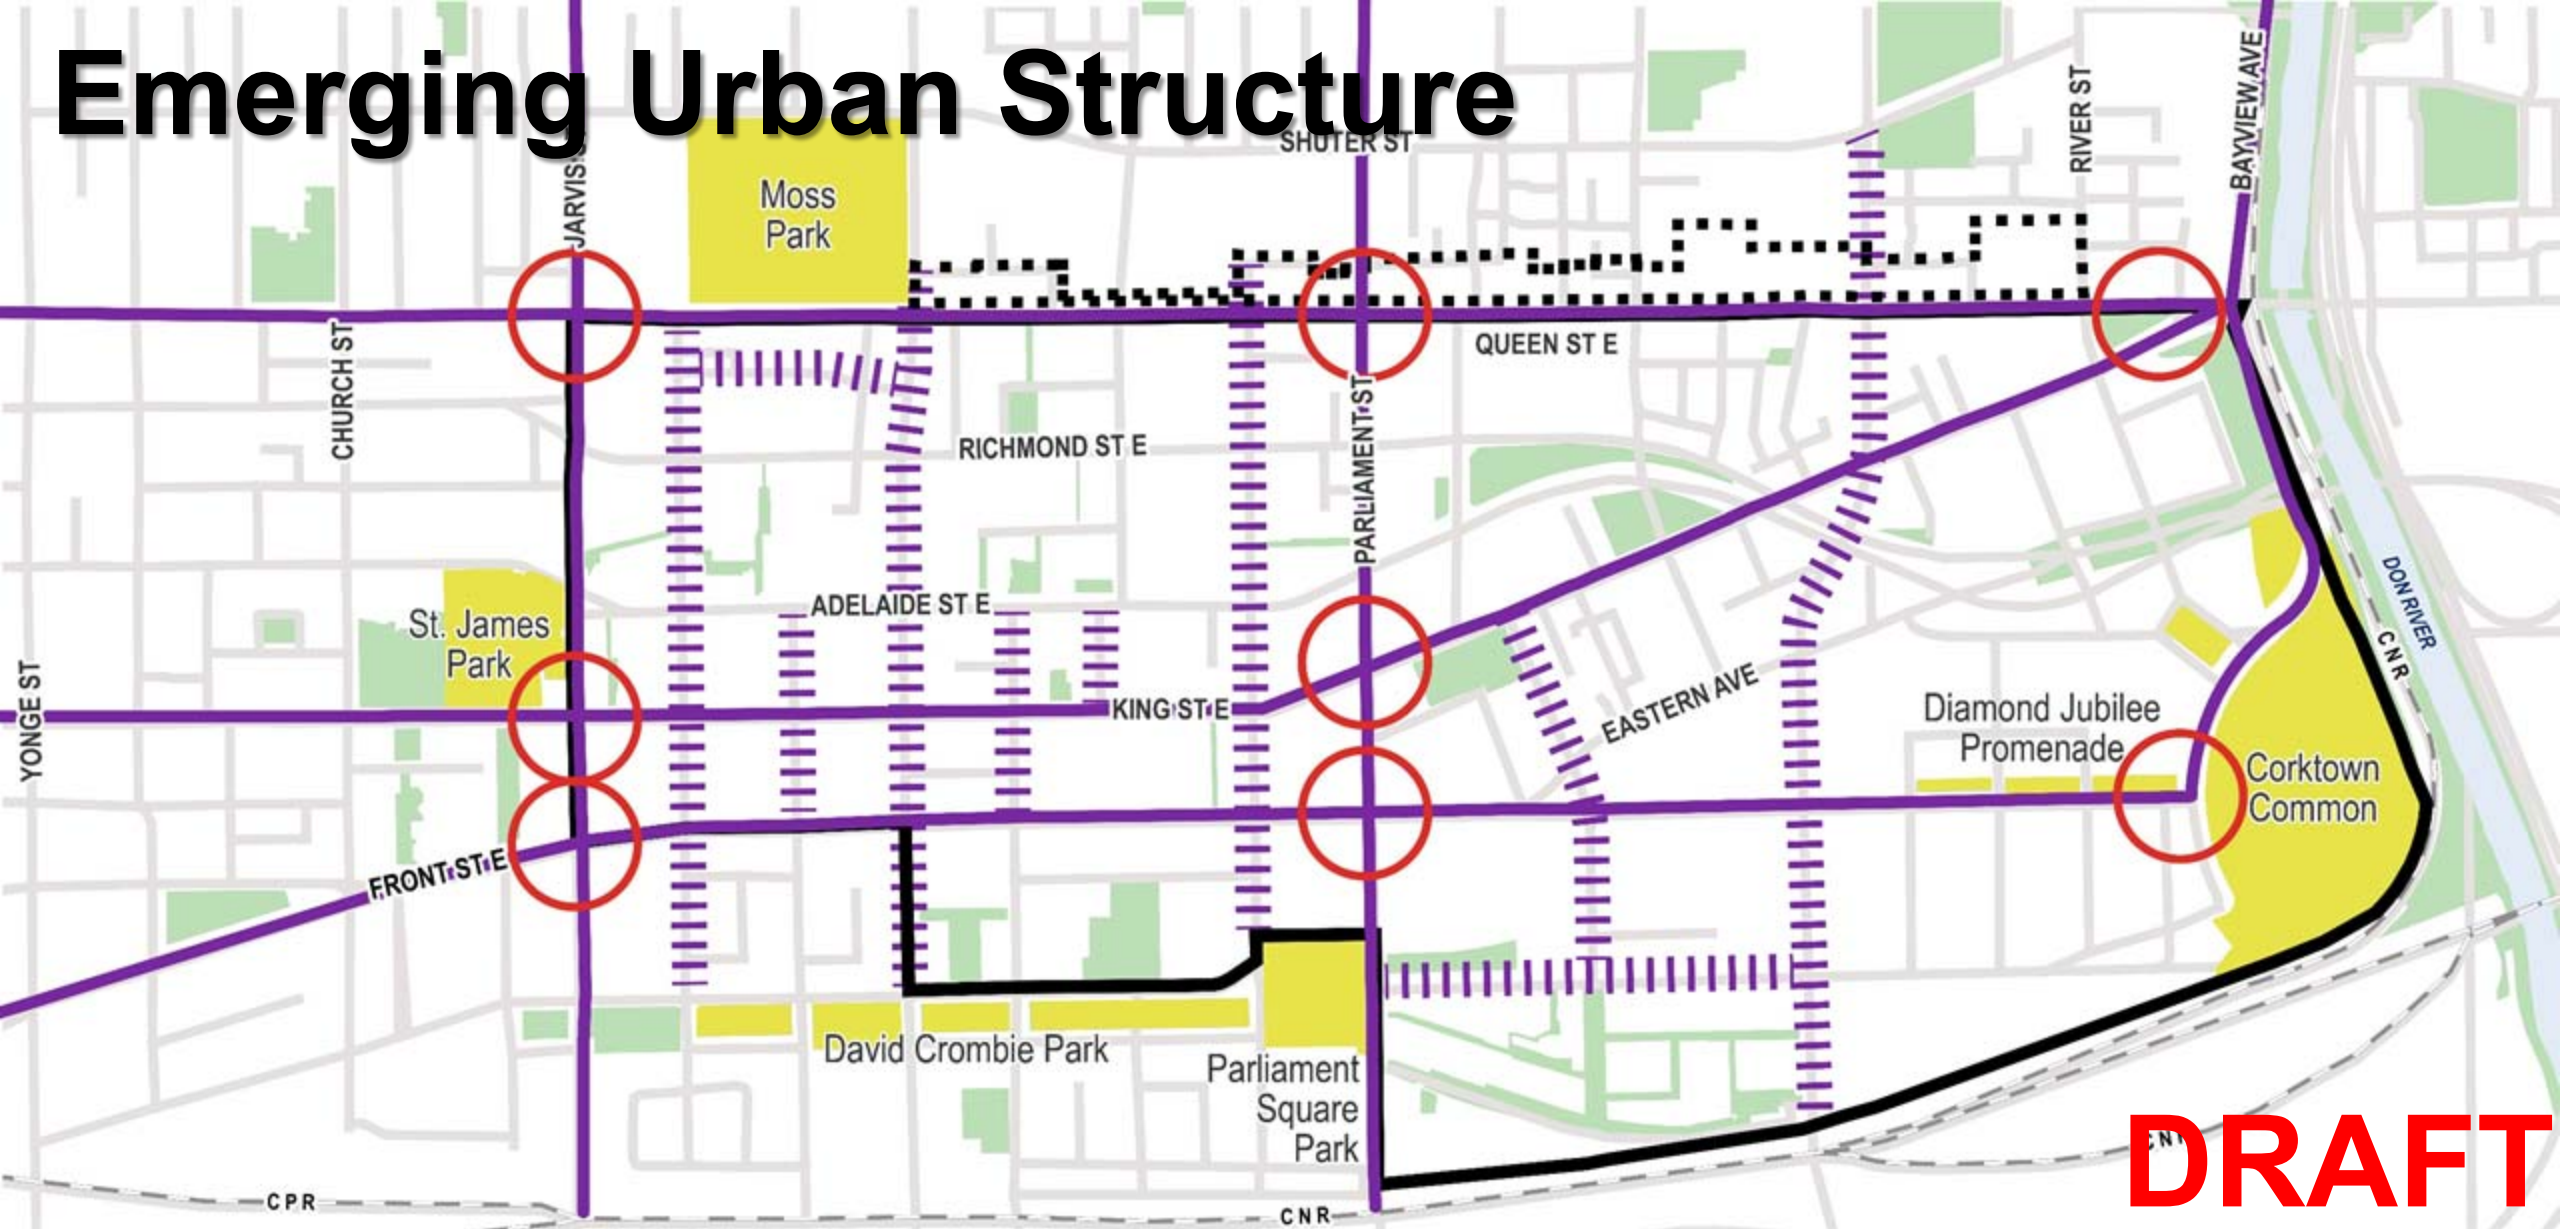 Emerging Urban Structure
SHUTER ST
RIVER ST
BAYVIEW AVE
JARVIS
Moss
Park
CHURCH ST
QUEEN ST E
RICHMOND ST E
PARLIAMENT ST
ADELAIDE ST E
St. James
Park
YONGE ST
KING ST E
EASTERN AVE
DON RIVER
CNR
Diamond Jubilee
Promenade
Corktown
Common
FRONT ST E
David Crombie Park
Parliament
Square
Park
CPR
CNR
DRAFT